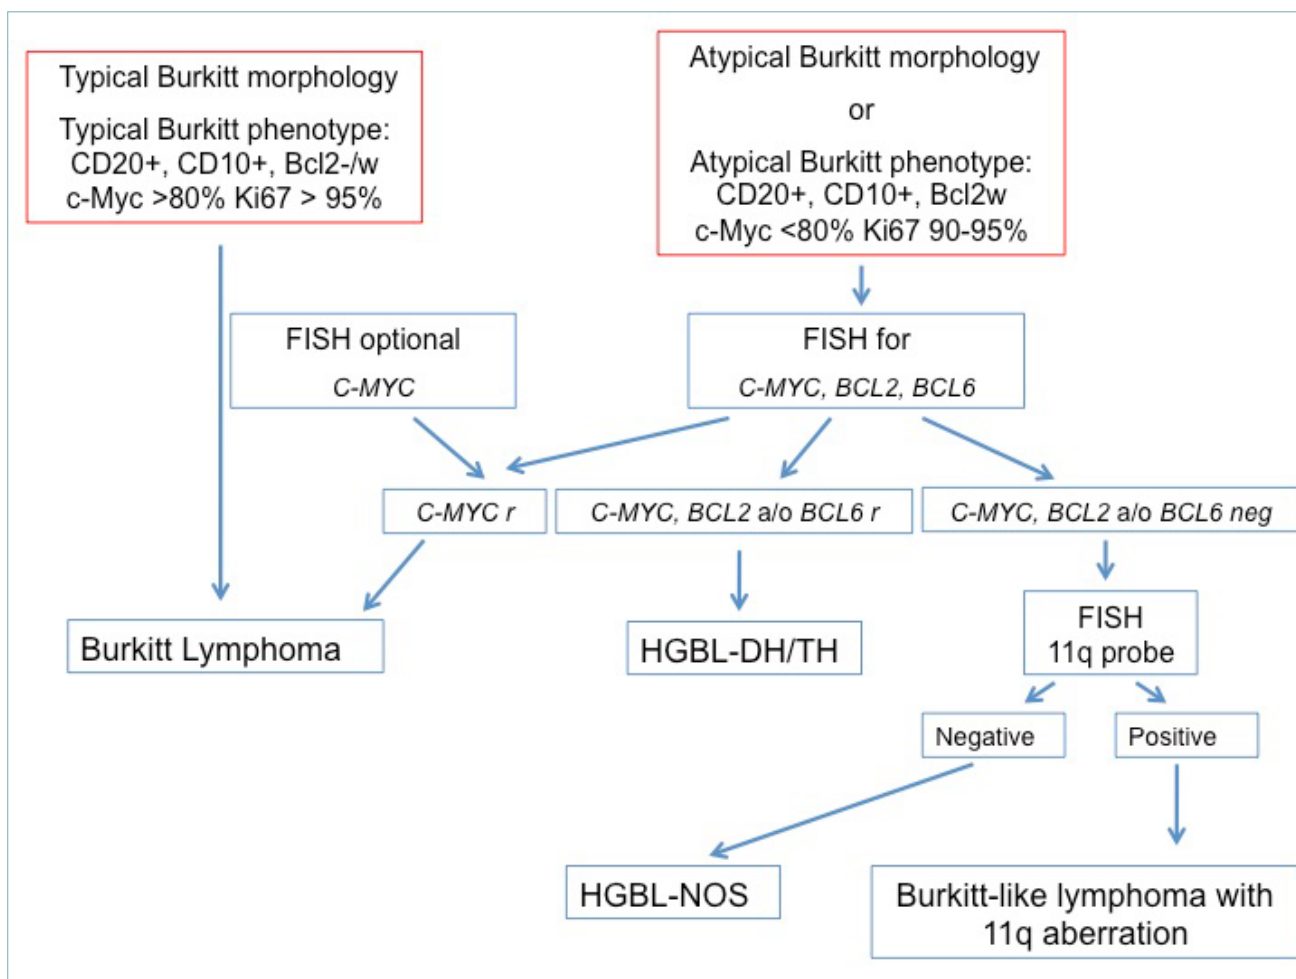 Typical Burkitt morphology
Typical Burkitt phenotype:
CD20+, CD10+, Bcl2-/w
c-Myc >80% Ki67 > 95%
Atypical Burkitt morphology
or
Atypical Burkitt phenotype:
CD20+, CD10+, Bcl2w
c-Myc <80% Ki67 90-95%
FISH optional
C-MYC
FISH for
C-MYC, BCL2, BCL6
C-MYC r
C-MYC, BCL2 a/o BCL6 r
C-MYC, BCL2 a/o BCL6 neg
Burkitt Lymphoma
HGBL-DH/TH
FISH
11q probe
Negative
Positive
HGBL-NOS
Burkitt-like lymphoma with
11q aberration